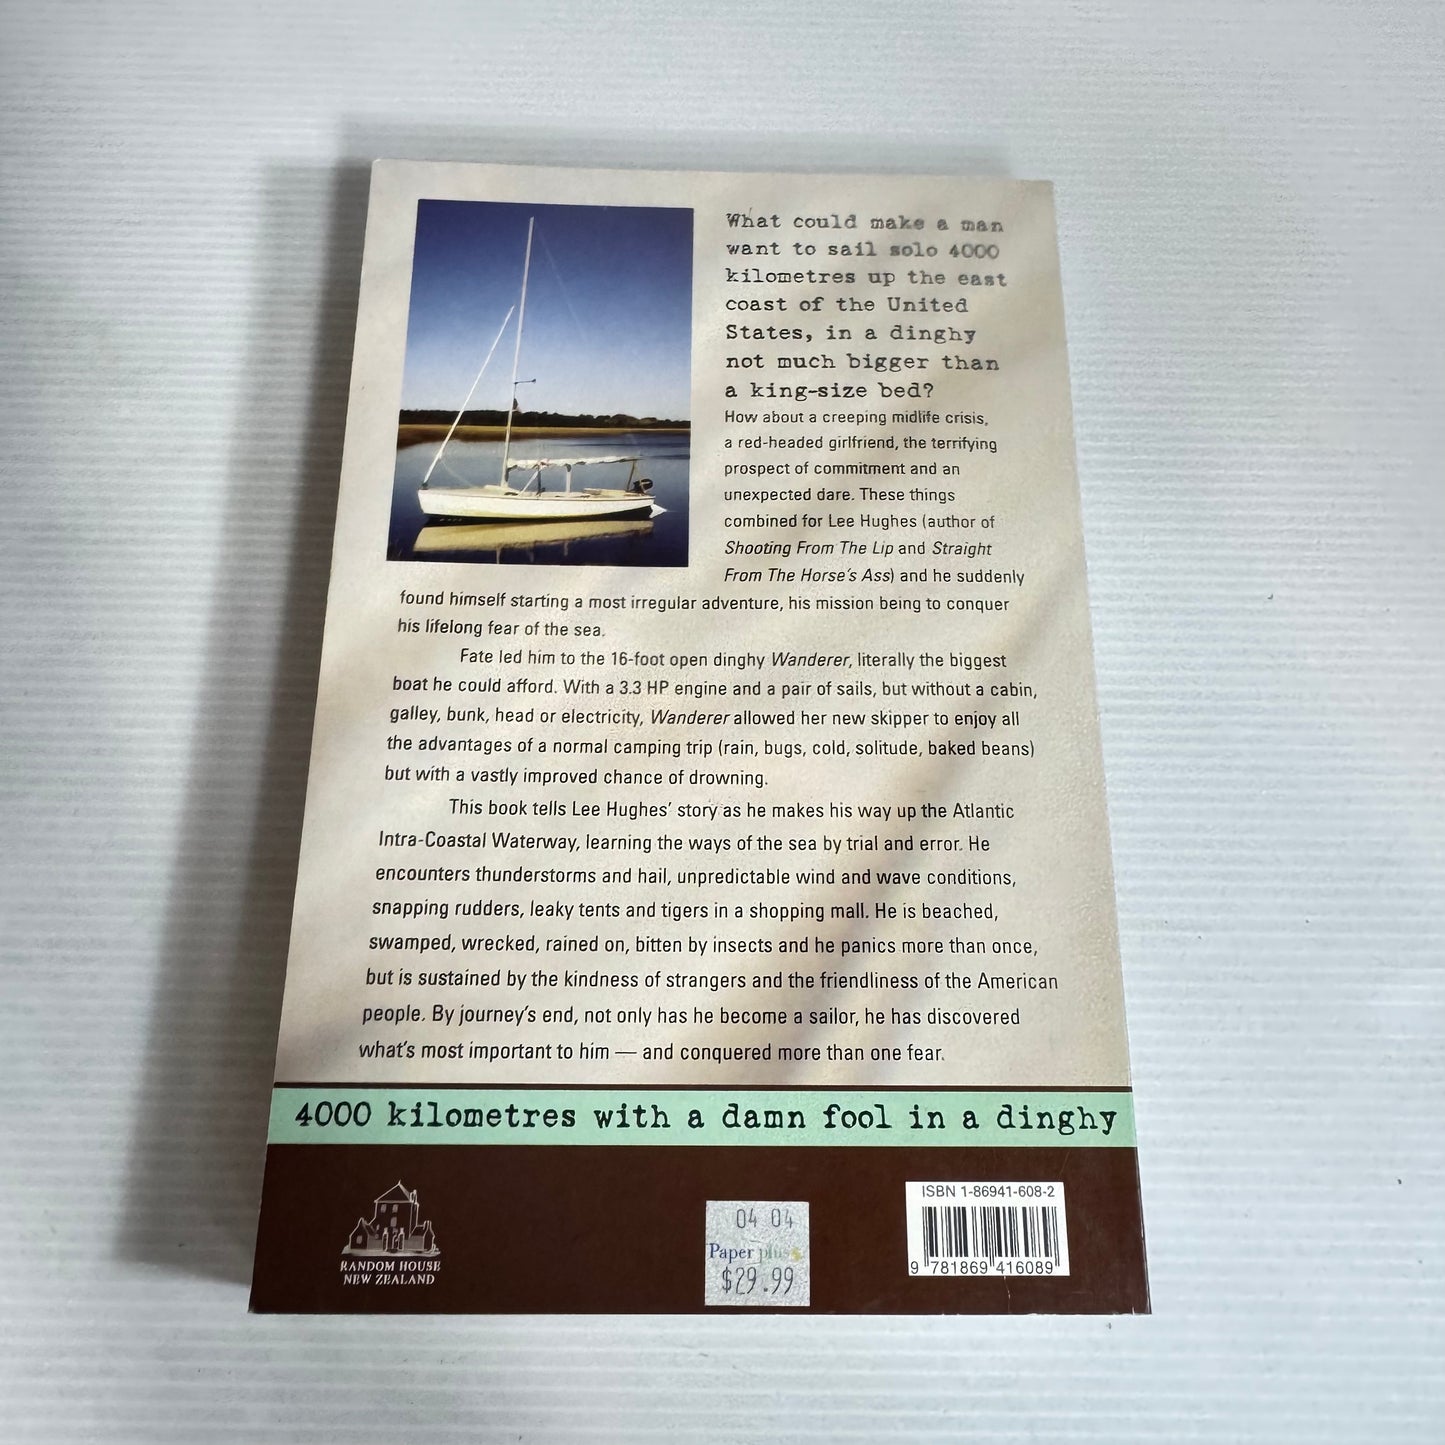 What could make a man
want to sail solo 4000
kilometres up the east
coast of the United
States, in a dinghy
not much bigger than
a king-size bed?
How about a creeping midlife crisis,
a red-headed girlfriend, the terrifying
prospect of commitment and an
unexpected dare. These things
combined for Lee Hughes (author of
Shooting From The Lip and Straight
From The Horse's Ass) and he suddenly
found himself starting a most irregular adventure, his mission being to conquer
his lifelong fear of the sea.
Fate led him to the 16-foot open dinghy Wanderer, literally the biggest
boat he could afford. With a 3.3 HP engine and a pair of sails, but without a cabin,
galley, bunk, head or electricity, Wanderer allowed her new skipper to enjoy all
the advantages of a normal camping trip (rain, bugs, cold, solitude, baked beans)
but with a vastly improved chance of drowning.
This book tells Lee Hughes' story as he makes his way up the Atlantic
Intra-Coastal Waterway, learning the ways of the sea by trial and error. He
encounters thunderstorms and hail, unpredictable wind and wave conditions,
snapping rudders, leaky tents and tigers in a shopping mall. He is beached,
swamped, wrecked, rained on, bitten by insects and he panics more than once,
but is sustained by the kindness of strangers and the friendliness of the American
people. By journey's end, not only has he become a sailor, he has discovered
what's most important to him — and conquered more than one fear.
4000 kilometres with a damn fool in a dinghy
RANDOM HOUSE
NEW ZEALAND
04 04
Paper plus
$29.99
ISBN 1-86941-608-2
9 781869 416089